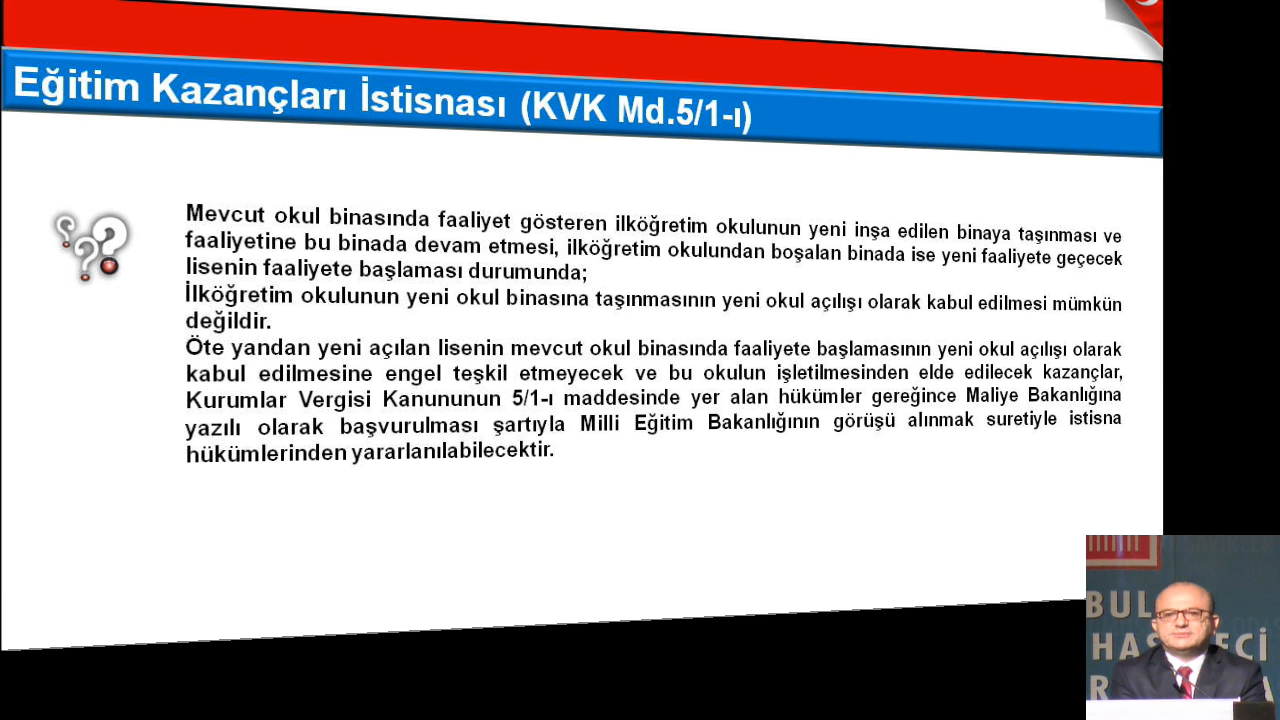 Eğitim Kazançları İstisnası (KVK Md.5/1-ı)
Mevcut okul binasında faaliyet gösteren ilköğretim okulunun yeni inşa edilen binaya taşınması ve
faaliyetine bu binada devam etmesi, ilköğretim okulundan boşalan binada ise yeni faaliyete geçecek
lisenin faaliyete başlaması durumunda;
İlköğretim okulunun yeni okul binasına taşınmasının yeni okul açılışı olarak kabul edilmesi mümkün
değildir.
Öte yandan yeni açılan lisenin mevcut okul binasında faaliyete başlamasının yeni okul açılışı olarak
kabul edilmesine engel teşkil etmeyecek ve bu okulun işletilmesinden elde edilecek kazançlar,
Kurumlar Vergisi Kanununun 5/1-ı maddesinde yer alan hükümler gereğince Maliye Bakanlığına
yazılı olarak başvurulması şartıyla Milli Eğitim Bakanlığının görüşü alınmak suretiyle istisna
hükümlerinden yararlanılabilecektir.
BUL
HAS ECİ
R A